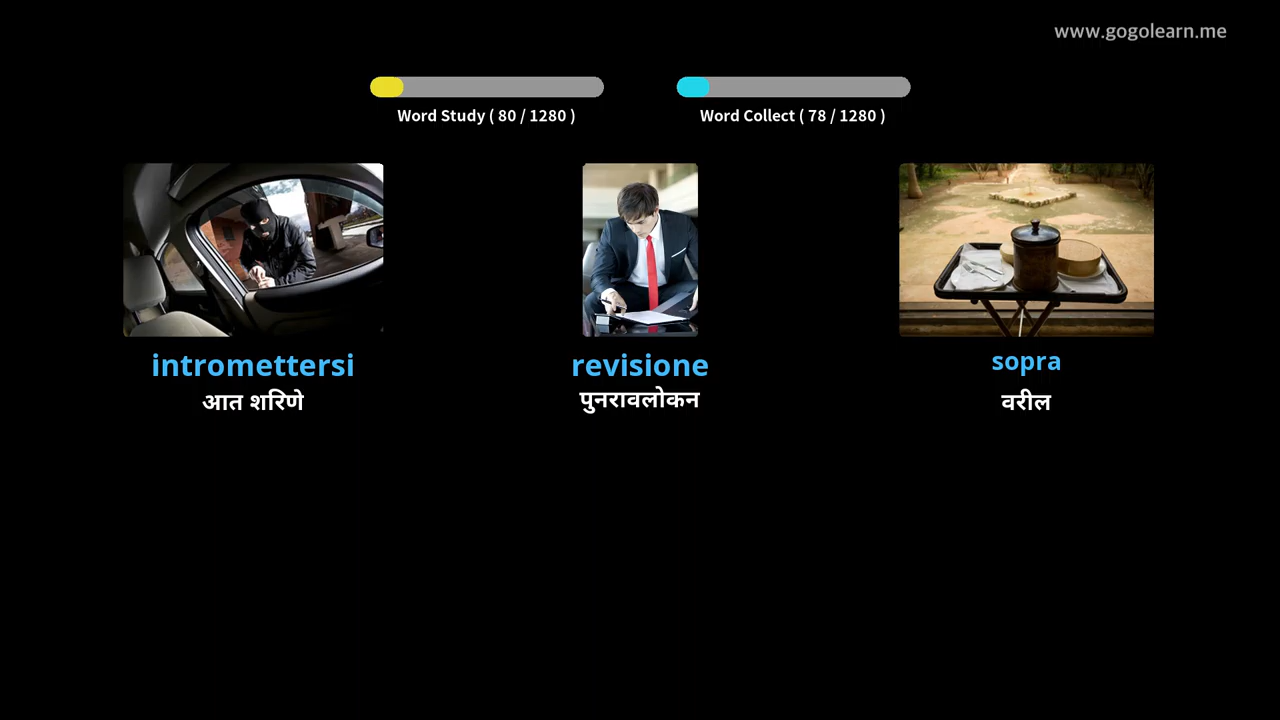 www.gogolearn.me
Word Study ( 80 / 1280 )
Word Collect ( 78 / 1280 )
intromettersi
आत शरिणे
revisione
पुनरावलोकन
sopra
वरील